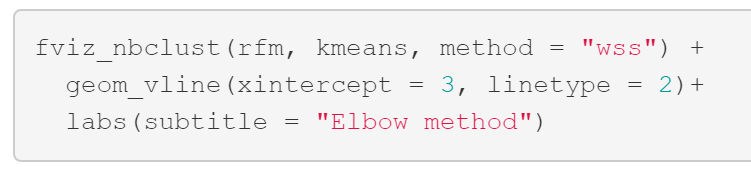 fviz_nbclust(rfm, kmeans, method = "wss") +
  geom_vline(xintercept = 3, linetype = 2)+
  labs(subtitle = "Elbow method")